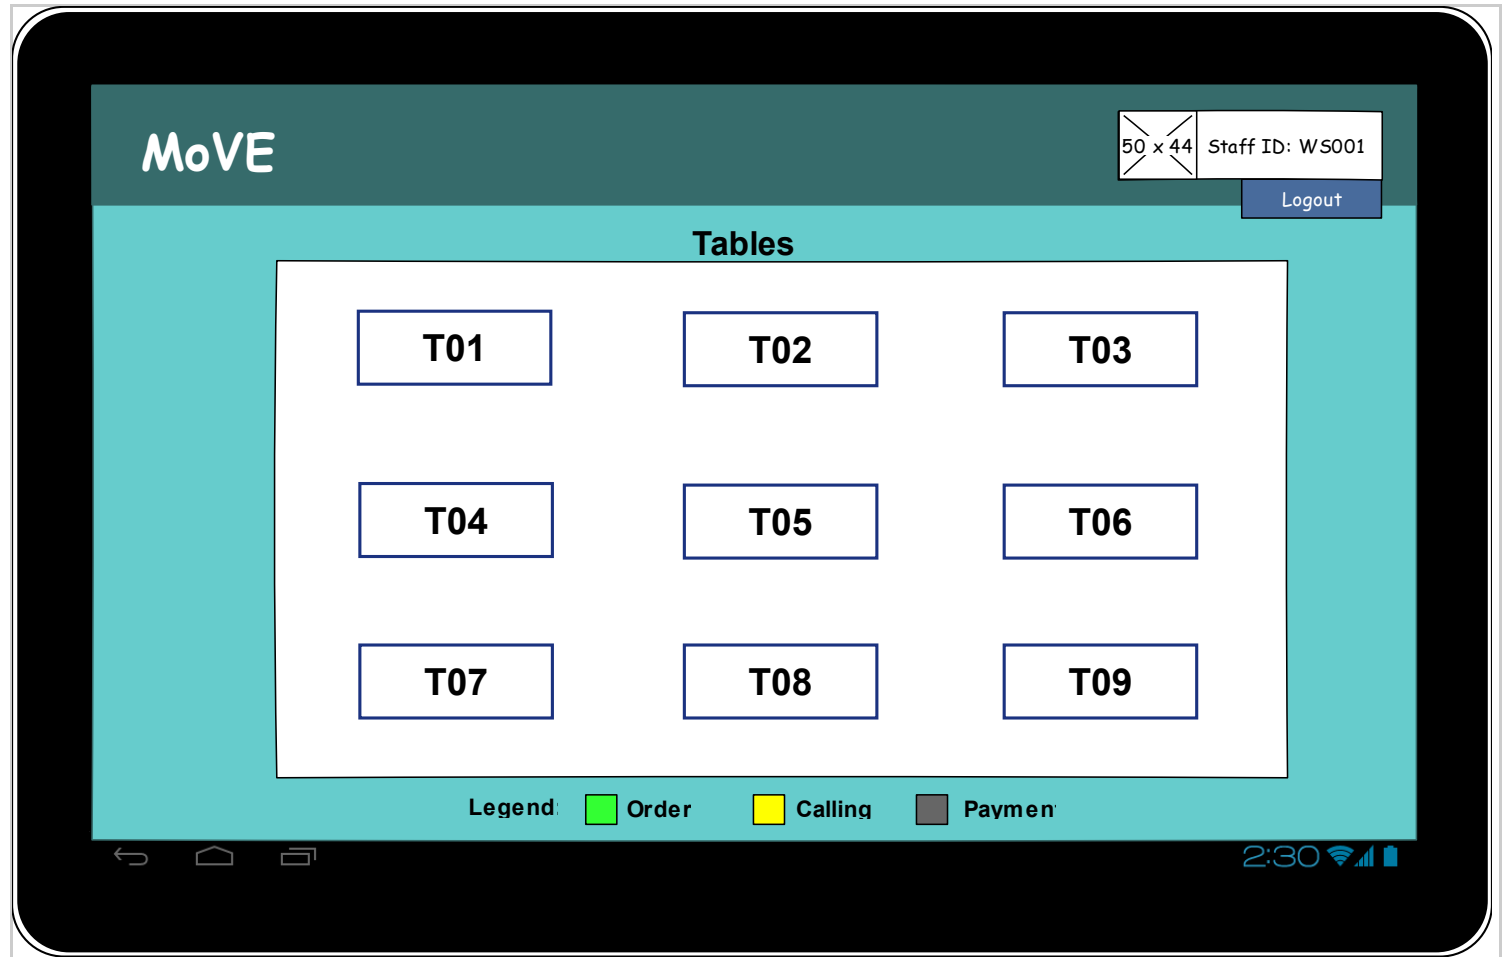 MoVE
50 x 44 Staff ID: WS001
Logout
Tables
T01 T02 T03
T04 T05 T06
T07 T08 T09
Legend: Order Calling Paymen
2:30